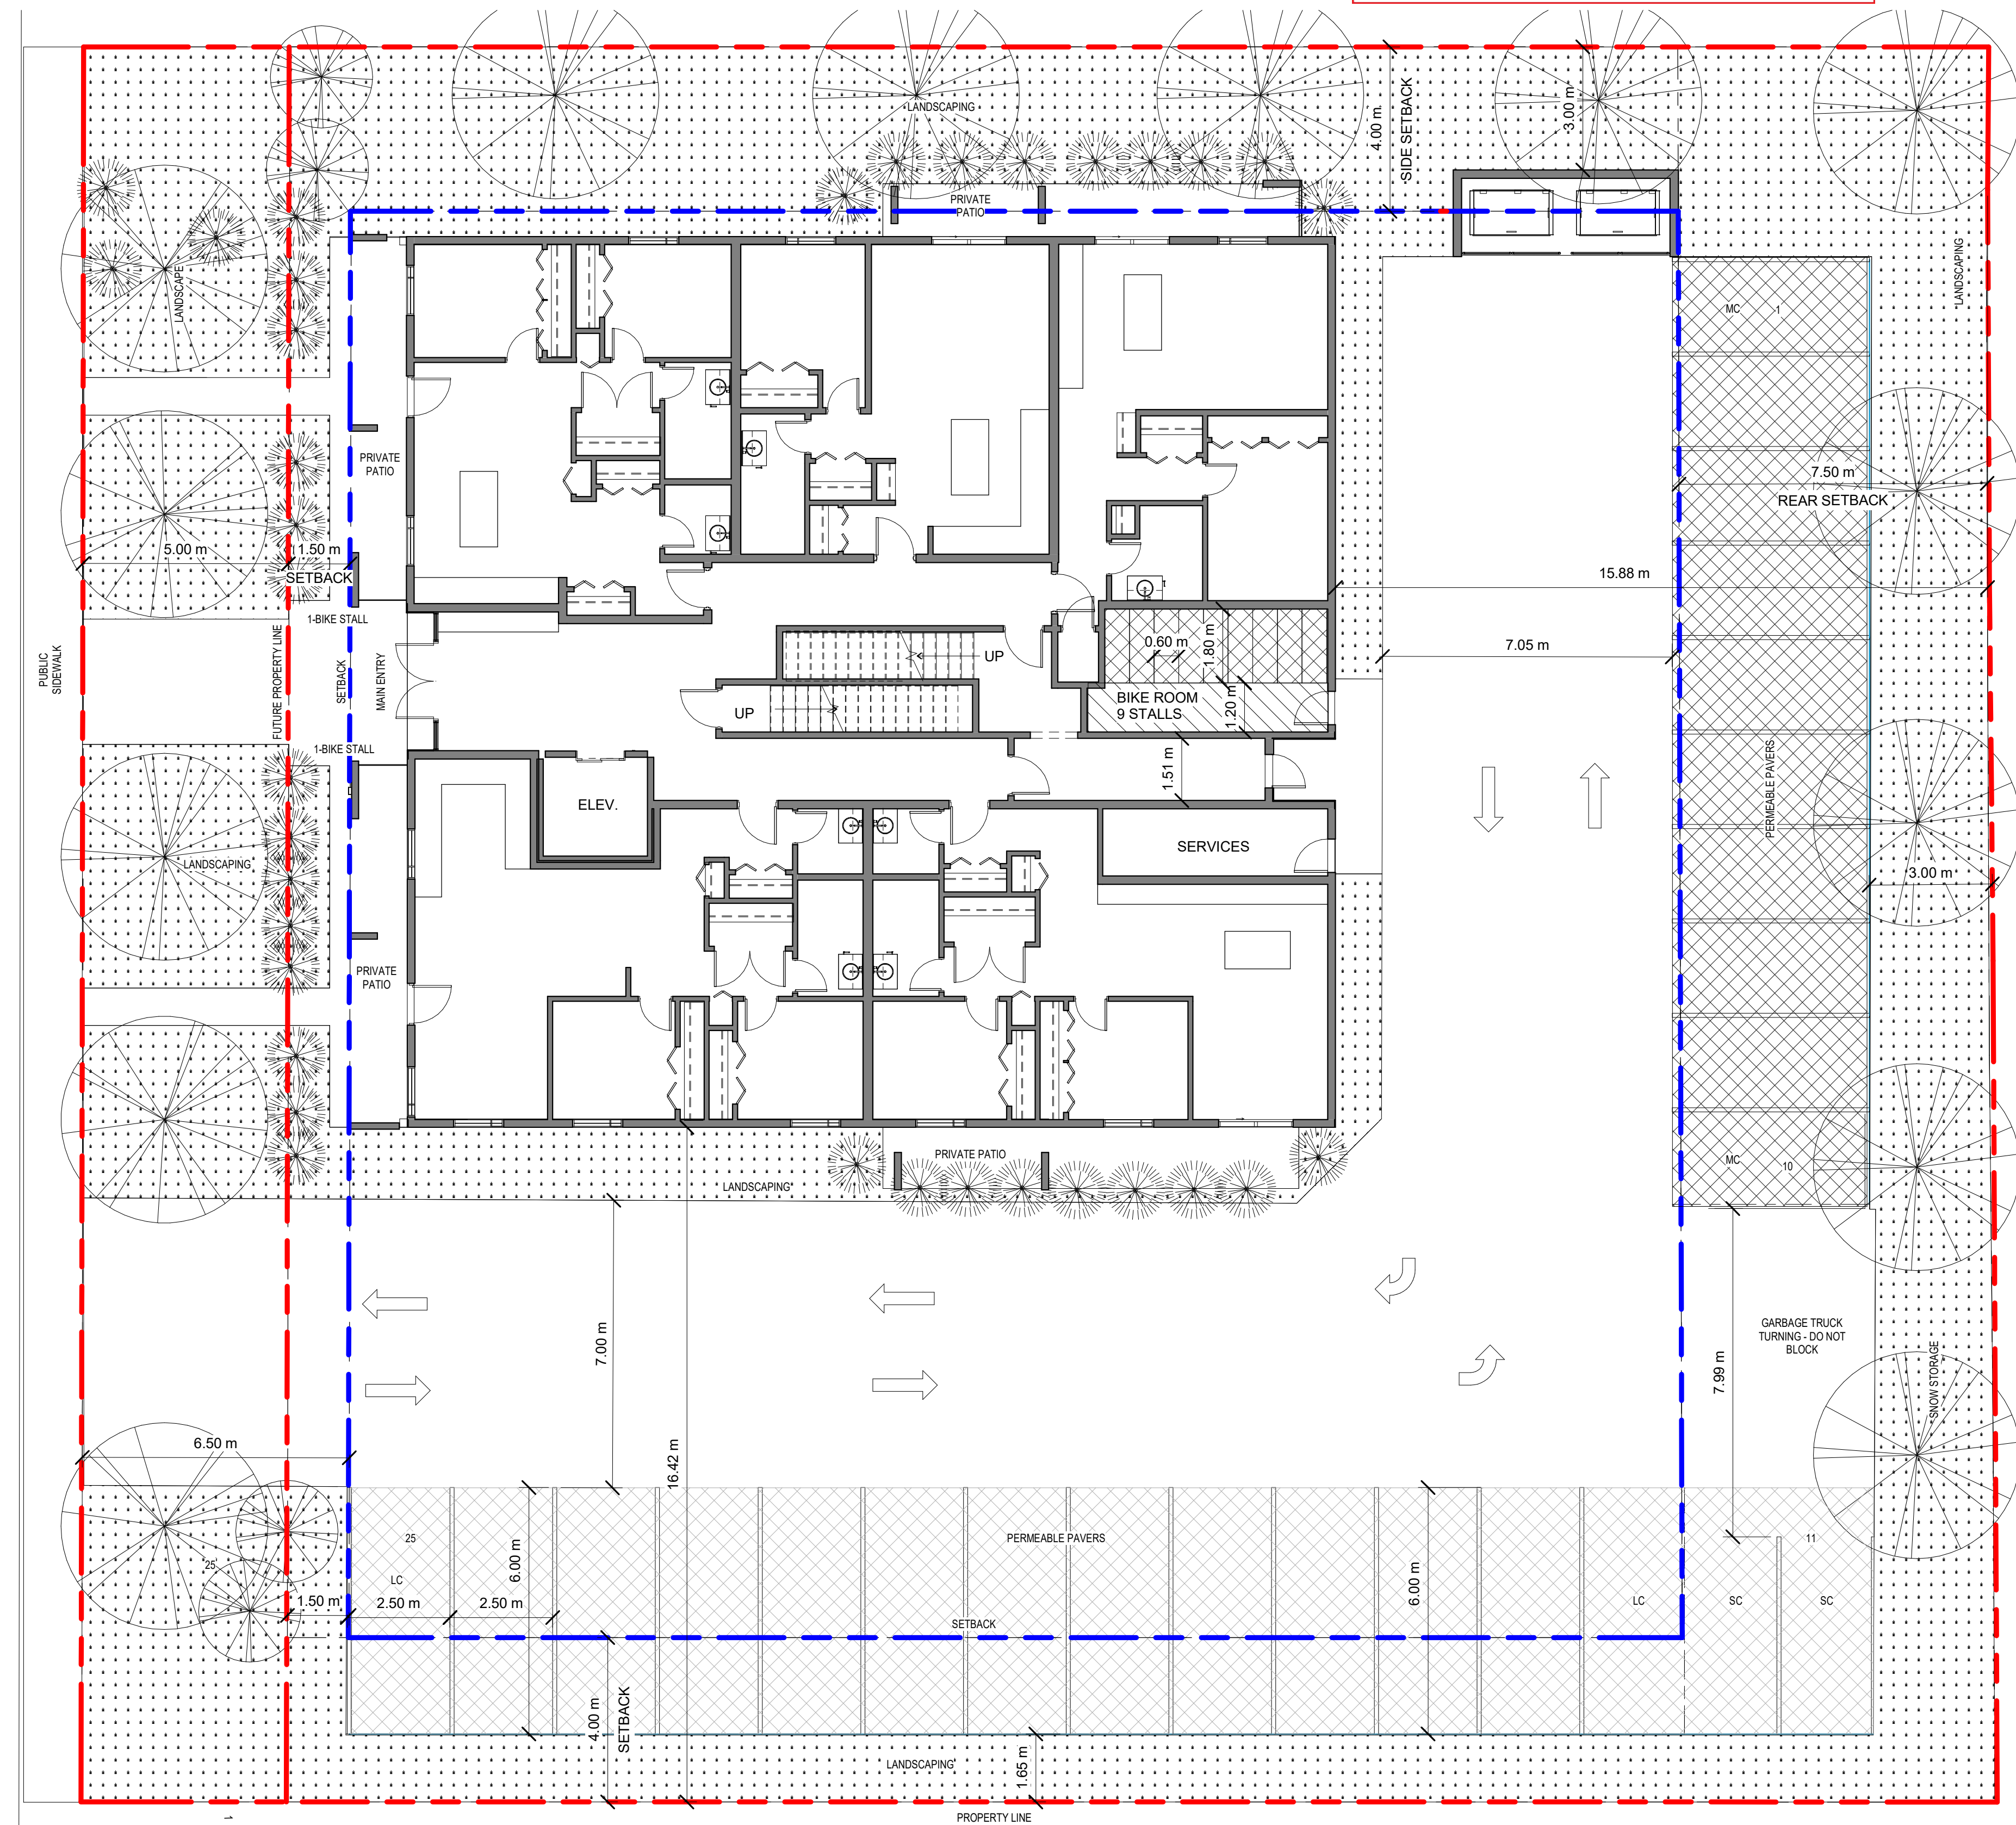 LANDSCAPING
4.00 m
SIDE SETBACK
3.00 m
PRIVATE
PATIO
LANDSCAPE
LANDSCAPING
MC
1
PRIVATE
PATIO
7.50 m
REAR SETBACK
5.00 m
1.50 m
SETBACK
15.88 m
1-BIKE STALL
PUBLIC
SIDEWALK
FUTURE PROPERTY LINE
SETBACK
MAIN ENTRY
0.60 m
1.80 m
UP
7.05 m
UP
BIKE ROOM
9 STALLS
1.20 m
1-BIKE STALL
1.51 m
PERMEABLE PAVERS
ELEV.
SERVICES
LANDSCAPING
3.00 m
PRIVATE
PATIO
PRIVATE PATIO
MC
10
LANDSCAPING
7.00 m
GARBAGE TRUCK
TURNING - DO NOT
BLOCK
7.99 m
SNOW STORAGE
6.50 m
16.42 m
25
PERMEABLE PAVERS
11
25
6.00 m
6.00 m
LC
1.50 m
2.50 m
2.50 m
LC
SC
SC
SETBACK
4.00 m
SETBACK
LANDSCAPING
1.65 m
1
PROPERTY LINE